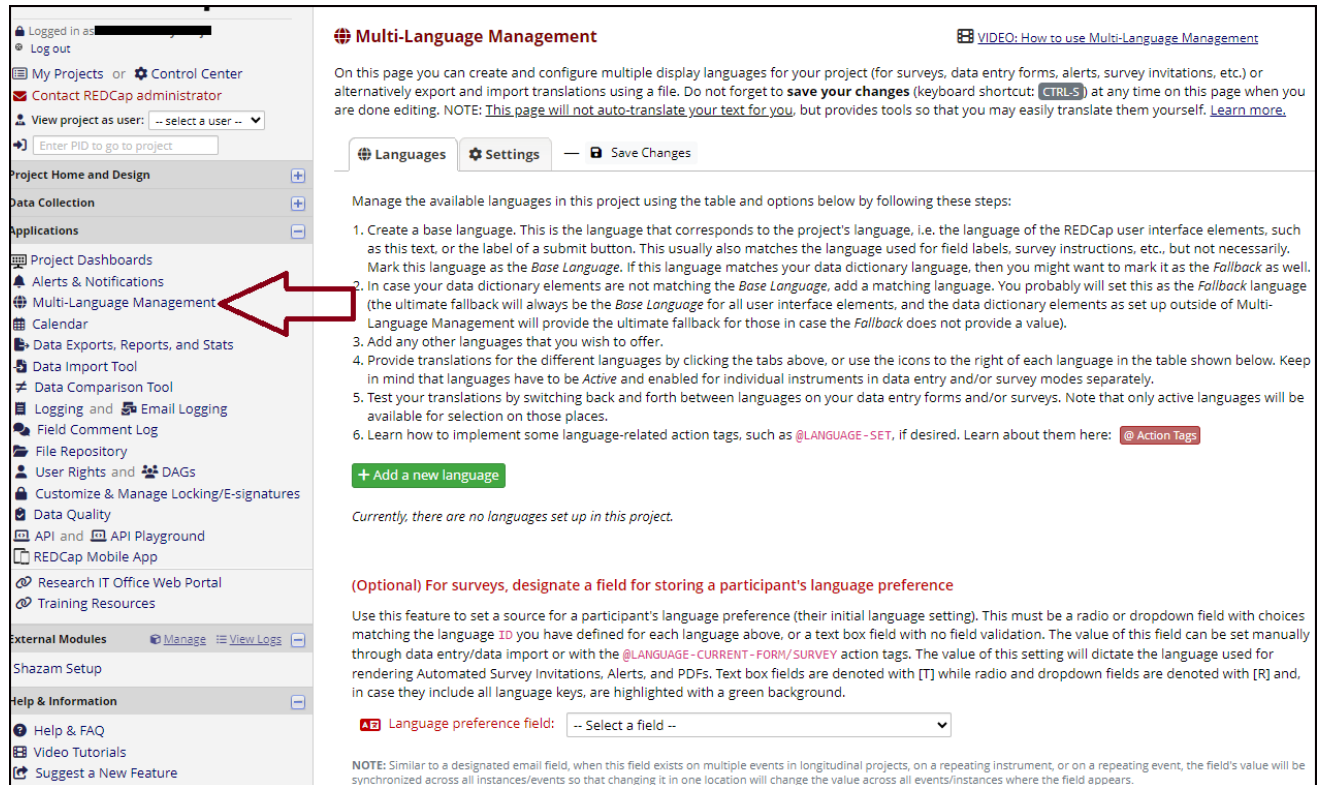 Logged in as
Log out
My Projects or Control Center
Contact REDCap administrator
View project as user: -- select a user --
Enter PID to go to project
Project Home and Design
Data Collection
Applications
Project Dashboards
Alerts & Notifications
Multi-Language Management
Calendar
Data Exports, Reports, and Stats
Data Import Tool
Data Comparison Tool
Logging and Email Logging
Field Comment Log
File Repository
User Rights and DAGs
Customize & Manage Locking/E-signatures
Data Quality
API and API Playground
REDCap Mobile App
Research IT Office Web Portal
Training Resources
External Modules Manage View Logs
Shazam Setup
Help & Information
Help & FAQ
Video Tutorials
Suggest a New Feature
Multi-Language Management
VIDEO: How to use Multi-Language Management
On this page you can create and configure multiple display languages for your project (for surveys, data entry forms, alerts, survey invitations, etc.) or
alternatively export and import translations using a file. Do not forget to save your changes (keyboard shortcut: CTRL-S) at any time on this page when you
are done editing. NOTE: This page will not auto-translate your text for you, but provides tools so that you may easily translate them yourself. Learn more.
Languages Settings — Save Changes
Manage the available languages in this project using the table and options below by following these steps:
1. Create a base language. This is the language that corresponds to the project's language, i.e. the language of the REDCap user interface elements, such
as this text, or the label of a submit button. This usually also matches the language used for field labels, survey instructions, etc., but not necessarily.
Mark this language as the Base Language. If this language matches your data dictionary language, then you might want to mark it as the Fallback as well.
2. In case your data dictionary elements are not matching the Base Language, add a matching language. You probably will set this as the Fallback language
(the ultimate fallback will always be the Base Language for all user interface elements, and the data dictionary elements as set up outside of Multi-
Language Management will provide the ultimate fallback for those in case the Fallback does not provide a value).
3. Add any other languages that you wish to offer.
4. Provide translations for the different languages by clicking the tabs above, or use the icons to the right of each language in the table shown below. Keep
in mind that languages have to be Active and enabled for individual instruments in data entry and/or survey modes separately.
5. Test your translations by switching back and forth between languages on your data entry forms and/or surveys. Note that only active languages will be
available for selection on those places.
6. Learn how to implement some language-related action tags, such as @LANGUAGE-SET, if desired. Learn about them here: @ Action Tags
+ Add a new language
Currently, there are no languages set up in this project.
(Optional) For surveys, designate a field for storing a participant's language preference
Use this feature to set a source for a participant's language preference (their initial language setting). This must be a radio or dropdown field with choices
matching the language ID you have defined for each language above, or a text box field with no field validation. The value of this field can be set manually
through data entry/data import or with the @LANGUAGE-CURRENT-FORM/SURVEY action tags. The value of this setting will dictate the language used for
rendering Automated Survey Invitations, Alerts, and PDFs. Text box fields are denoted with [T] while radio and dropdown fields are denoted with [R] and,
in case they include all language keys, are highlighted with a green background.
Language preference field: -- Select a field --
NOTE: Similar to a designated email field, when this field exists on multiple events in longitudinal projects, on a repeating instrument, or on a repeating event, the field's value will be
synchronized across all instances/events so that changing it in one location will change the value across all events/instances where the field appears.